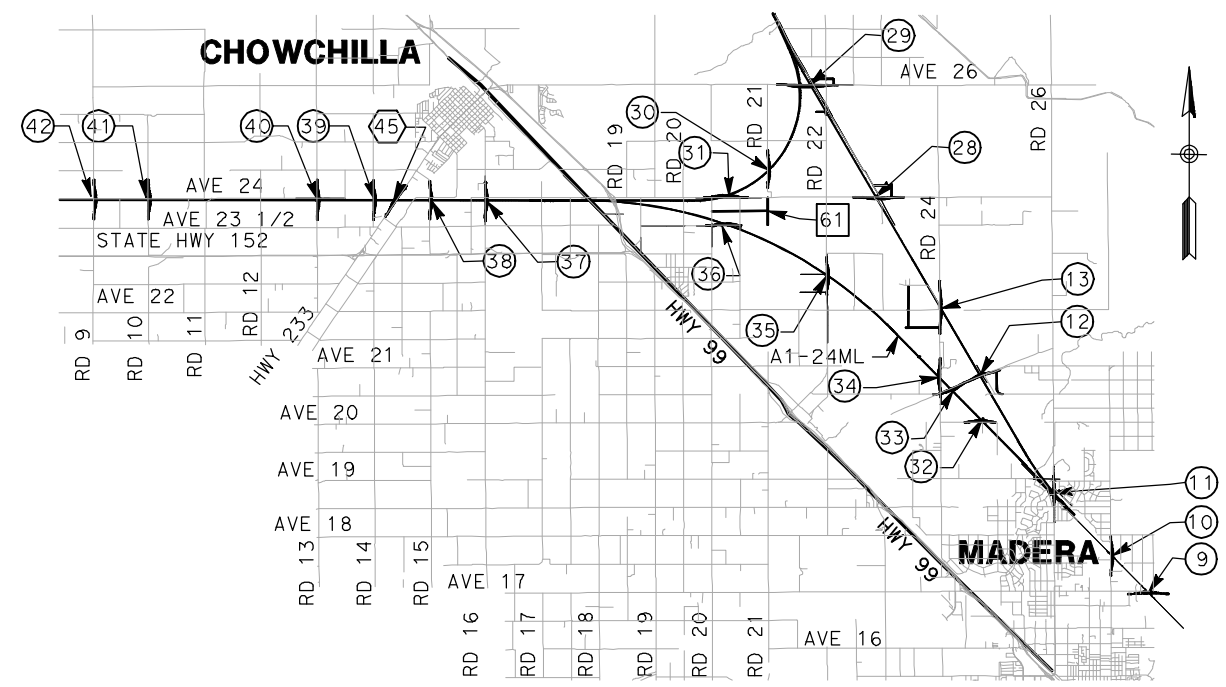 CHOWCHILLA
29
AVE 26
42
41
40
39
45
30
31
28
RD 19
RD 20
RD 21
RD 22
RD 26
AVE 24
AVE 23 1/2
STATE HWY 152
61
RD 24
38
37
36
AVE 22
RD 12
13
RD 9
RD 10
RD 11
HWY 233
AVE 21
HWY 99
35
A1-24ML
12
34
AVE 20
33
32
AVE 19
11
AVE 18
HWY 99
MADERA
10
9
RD 13
RD 14
RD 15
AVE 17
RD 16
RD 17
RD 18
RD 19
RD 20
RD 21
AVE 16